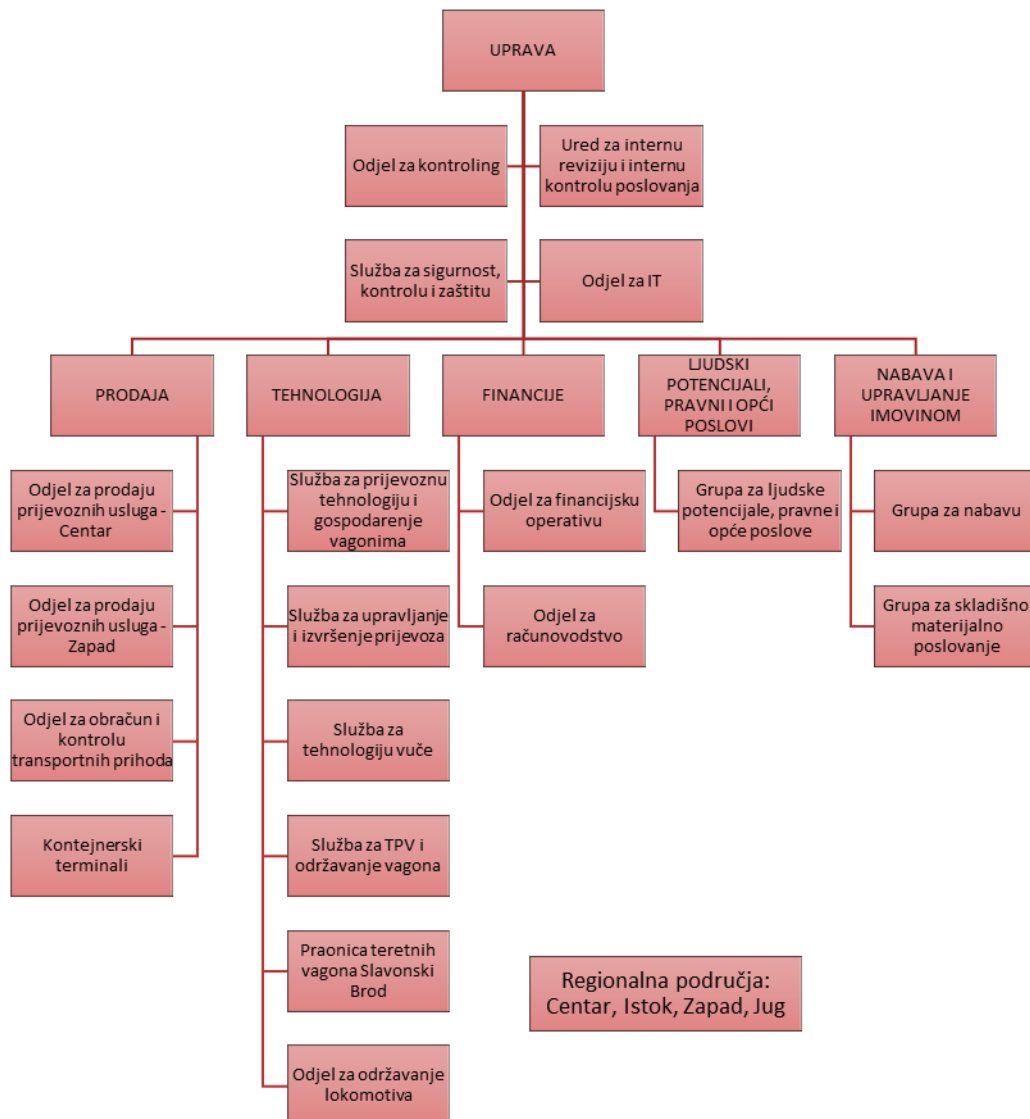 UPRAVA
Odjel za kontroling
Ured za internu
reviziju i internu
kontrolu poslovanja
Služba za sigurnost,
kontrolu i zaštitu
Odjel za IT
PRODAJA
TEHNOLOGIJA
FINANCIJE
LJUDSKI
POTENCIJALI,
PRAVNI I OPĆI
POSLOVI
NABAVA I
UPRAVLJANJE
IMOVINOM
Odjel za prodaju
prijevoznih usluga -
Centar
Služba za prijevoznu
tehnologiju i
gospodarenje
vagonima
Odjel za financijsku
operativu
Grupa za ljudske
potencijale, pravne i
opće poslove
Grupa za nabavu
Odjel za prodaju
prijevoznih usluga -
Zapad
Služba za upravljanje
i izvršenje prijevoza
Odjel za
računovodstvo
Grupa za skladišno
materijalno
poslovanje
Odjel za obračun i
kontrolu
transportnih prihoda
Služba za
tehnologiju vuče
Kontejnerski
terminali
Služba za TPV i
održavanje vagona
Praonica teretnih
vagona Slavonski
Brod
Regionalna područja:
Centar, Istok, Zapad, Jug
Odjel za održavanje
lokomotiva